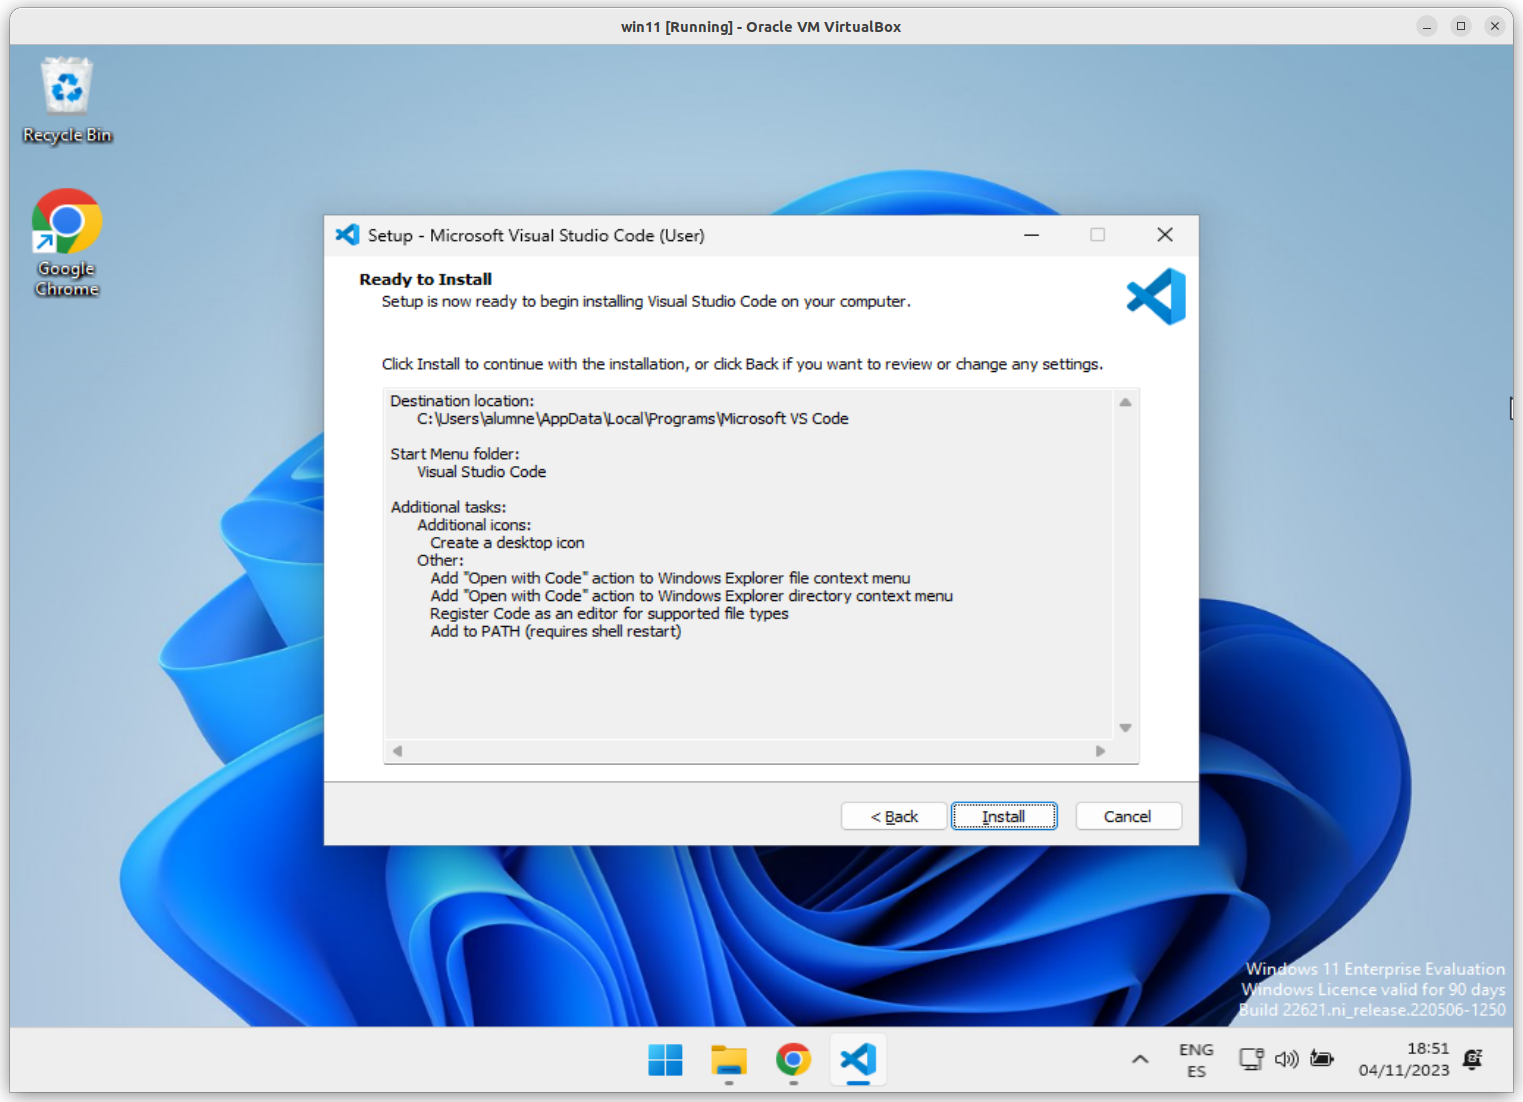 win11 [Running] - Oracle VM VirtualBox
Recycle Bin
Google
Chrome
Setup - Microsoft Visual Studio Code (User)
Ready to Install
Setup is now ready to begin installing Visual Studio Code on your computer.
Click Install to continue with the installation, or click Back if you want to review or change any settings.
Destination location:
C:\Users\alumne\AppData\Local\Programs\Microsoft VS Code
Start Menu folder:
Visual Studio Code
Additional tasks:
Additional icons:
Create a desktop icon
Other:
Add "Open with Code" action to Windows Explorer file context menu
Add "Open with Code" action to Windows Explorer directory context menu
Register Code as an editor for supported file types
Add to PATH (requires shell restart)
< Back
Install
Cancel
Windows 11 Enterprise Evaluation
Windows Licence valid for 90 days
Build 22621.ni_release.220506-1250
ENG
ES
18:51
04/11/2023